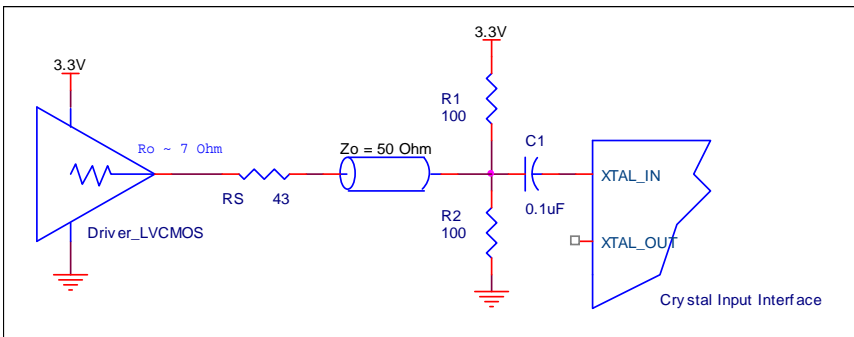 3.3V
3.3V
R1
100
Ro ~ 7 Ohm
Zo = 50 Ohm
C1
XTAL_IN
RS 43
0.1uF
R2
100
Driver_LVCMOS
XTAL_OUT
Crystal Input Interface